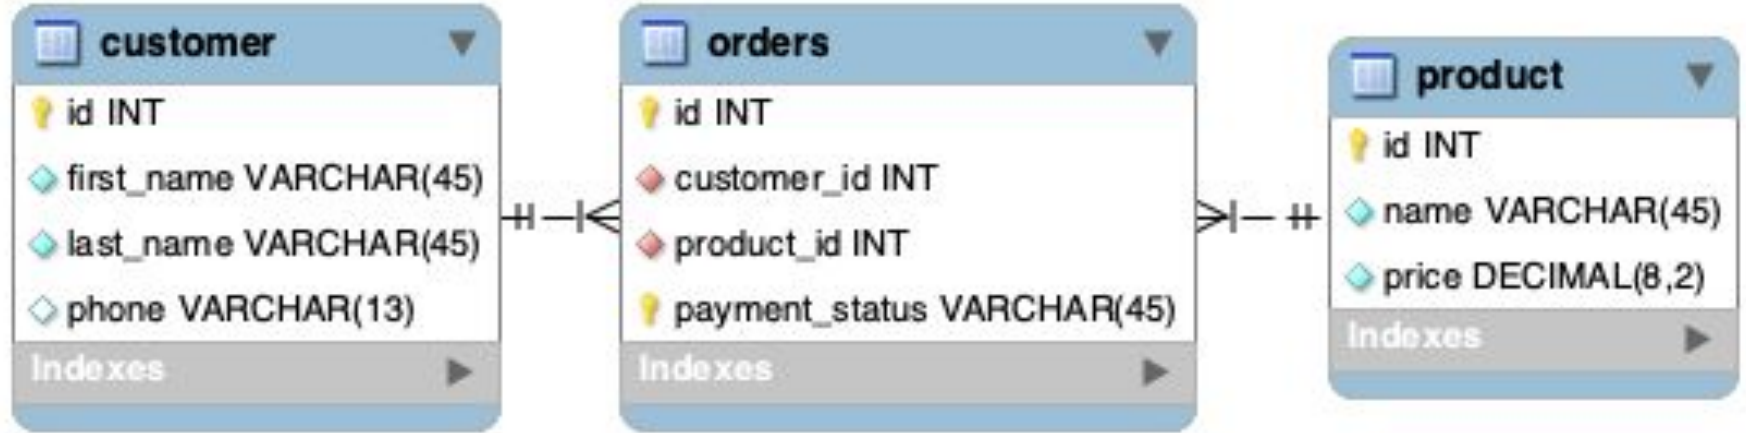 customer
id INT
first_name VARCHAR(45)
last_name VARCHAR(45)
phone VARCHAR(13)
Indexes
orders
id INT
customer_id INT
product_id INT
payment_status VARCHAR(45)
Indexes
product
id INT
name VARCHAR(45)
price DECIMAL(8,2)
Indexes